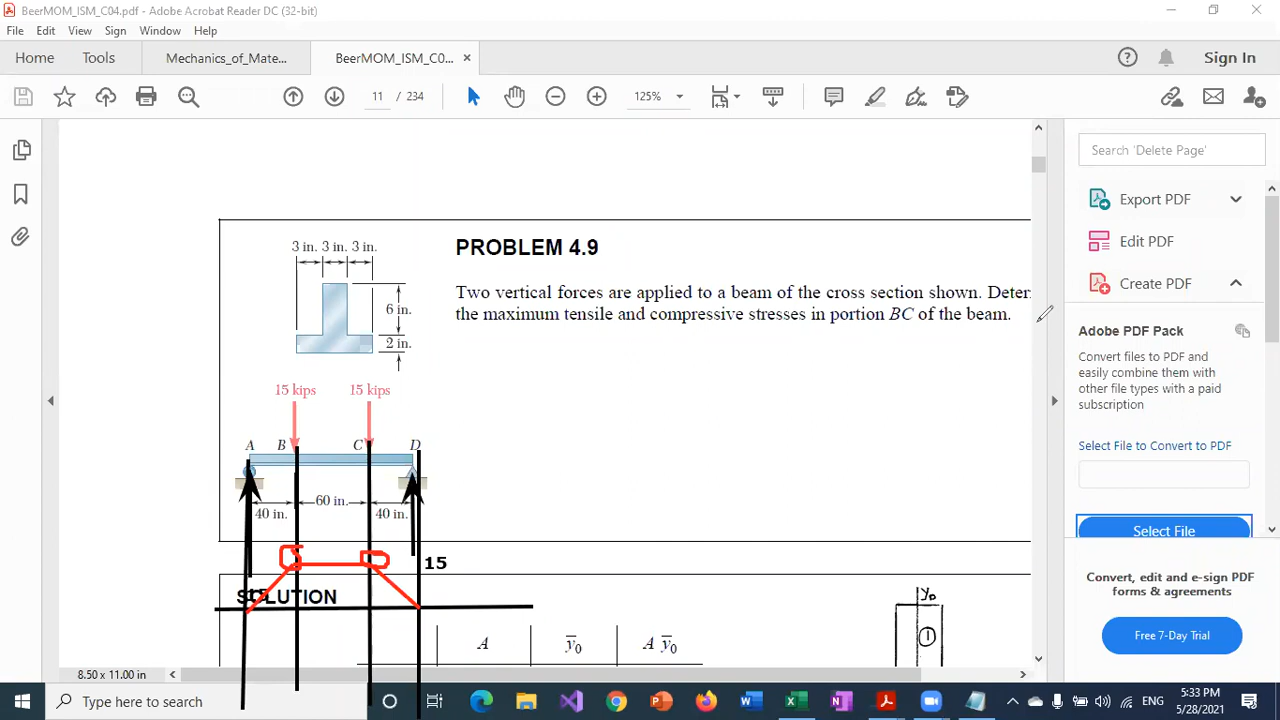 BeerMOM_ISM_C04.pdf - Adobe Acrobat Reader DC (32-bit)
File Edit View Sign Window Help
Home Tools Mechanics_of_Mate... BeerMOM_ISM_C0... × Sign In
11 / 234 125%
Search 'Delete Page'
Export PDF
Edit PDF
Create PDF
Adobe PDF Pack
Convert files to PDF and
easily combine them with
other file types with a paid
subscription
Select File to Convert to PDF
Select File
Convert, edit and e-sign PDF
forms & agreements
Free 7-Day Trial
3 in. 3 in. 3 in.
6 in.
2 in.
PROBLEM 4.9
Two vertical forces are applied to a beam of the cross section shown. Deter
the maximum tensile and compressive stresses in portion BC of the beam.
15 kips 15 kips
A B C D
60 in.
40 in. 40 in.
15
SOLUTION
A ȳ0 A ȳ0
y0
1
8.50 x 11.00 in
Type here to search
ENG
5:33 PM
5/28/2021